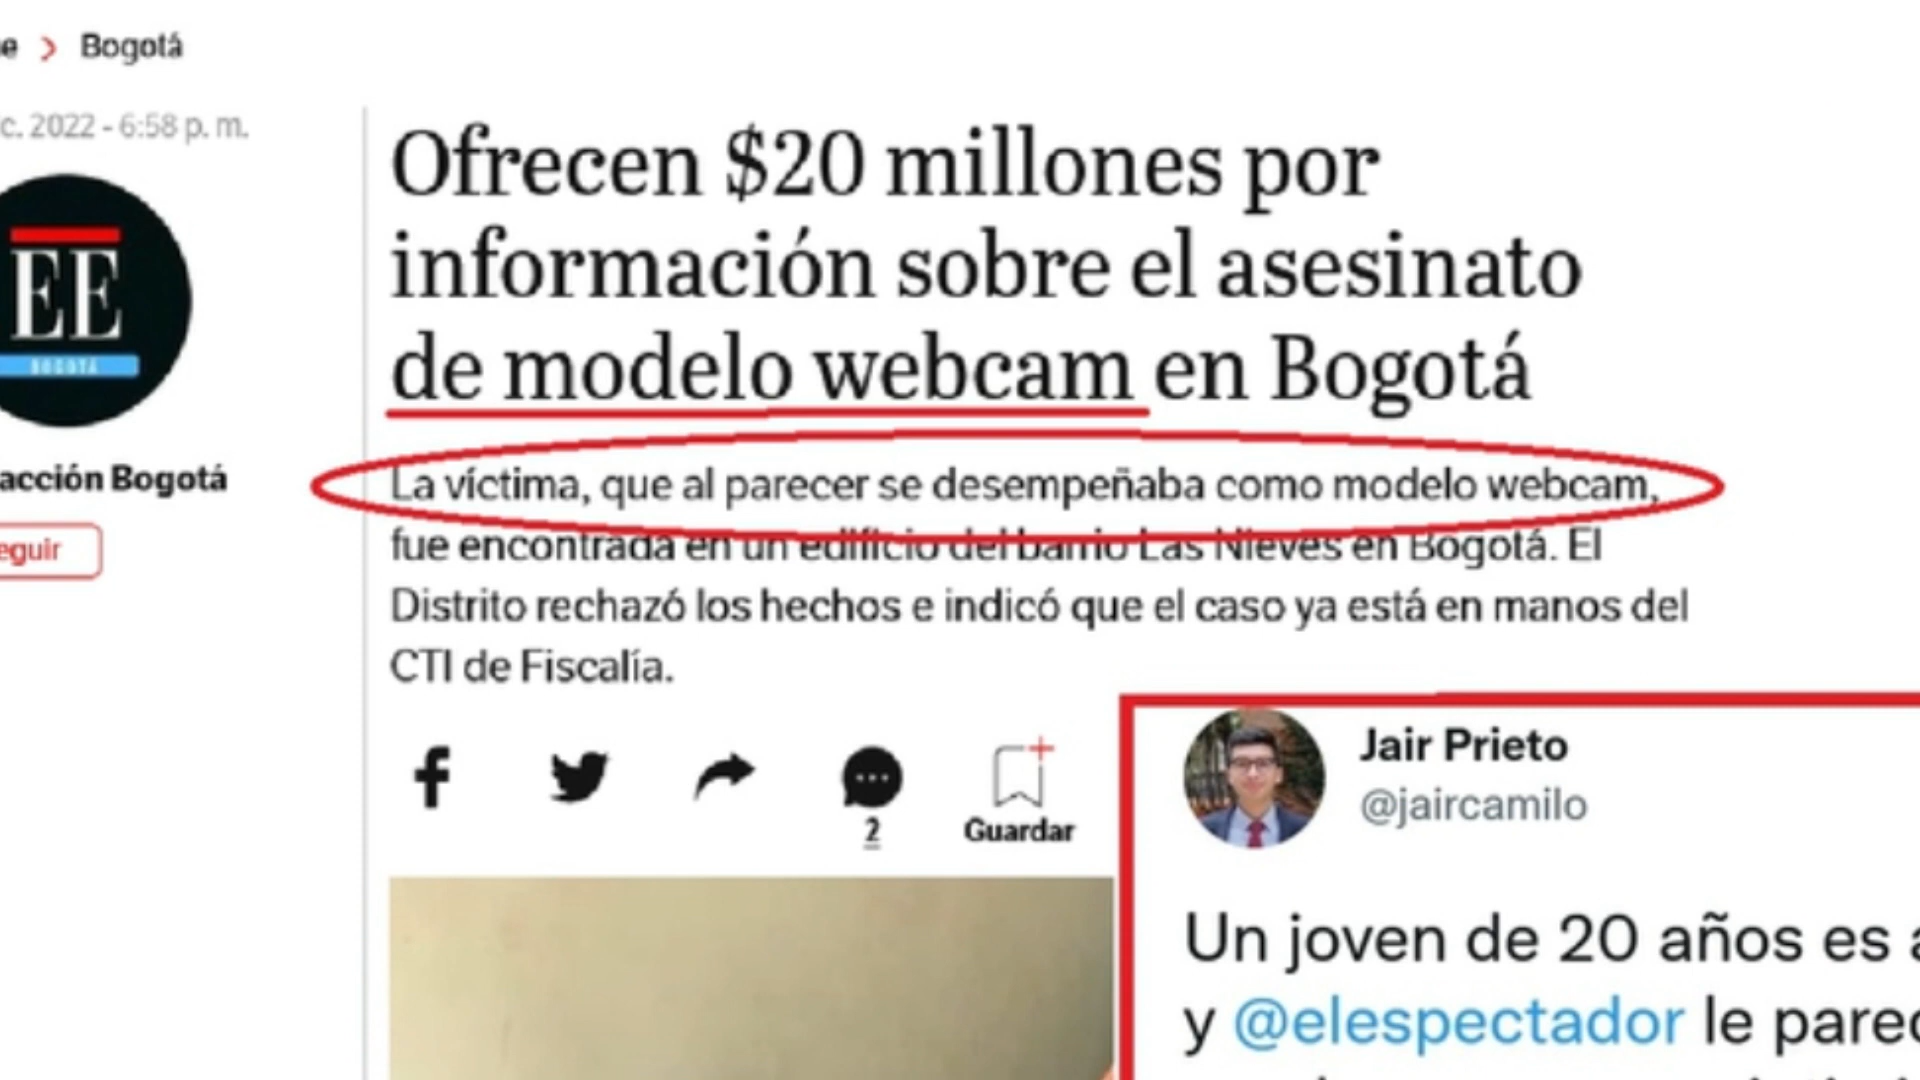 Bogotá
2022 - 6:58 p. m.
EE
BOGOTÁ
acción Bogotá
eguir
Ofrecen $20 millones por
información sobre el asesinato
de modelo webcam en Bogotá
La víctima, que al parecer se desempeñaba como modelo webcam,
fue encontrada en un edificio del barrio Las Nieves en Bogotá. El
Distrito rechazó los hechos e indicó que el caso ya está en manos del
CTI de Fiscalía.
2
Guardar
Jair Prieto
@jaircamilo
Un joven de 20 años es
y @elespectador le parec